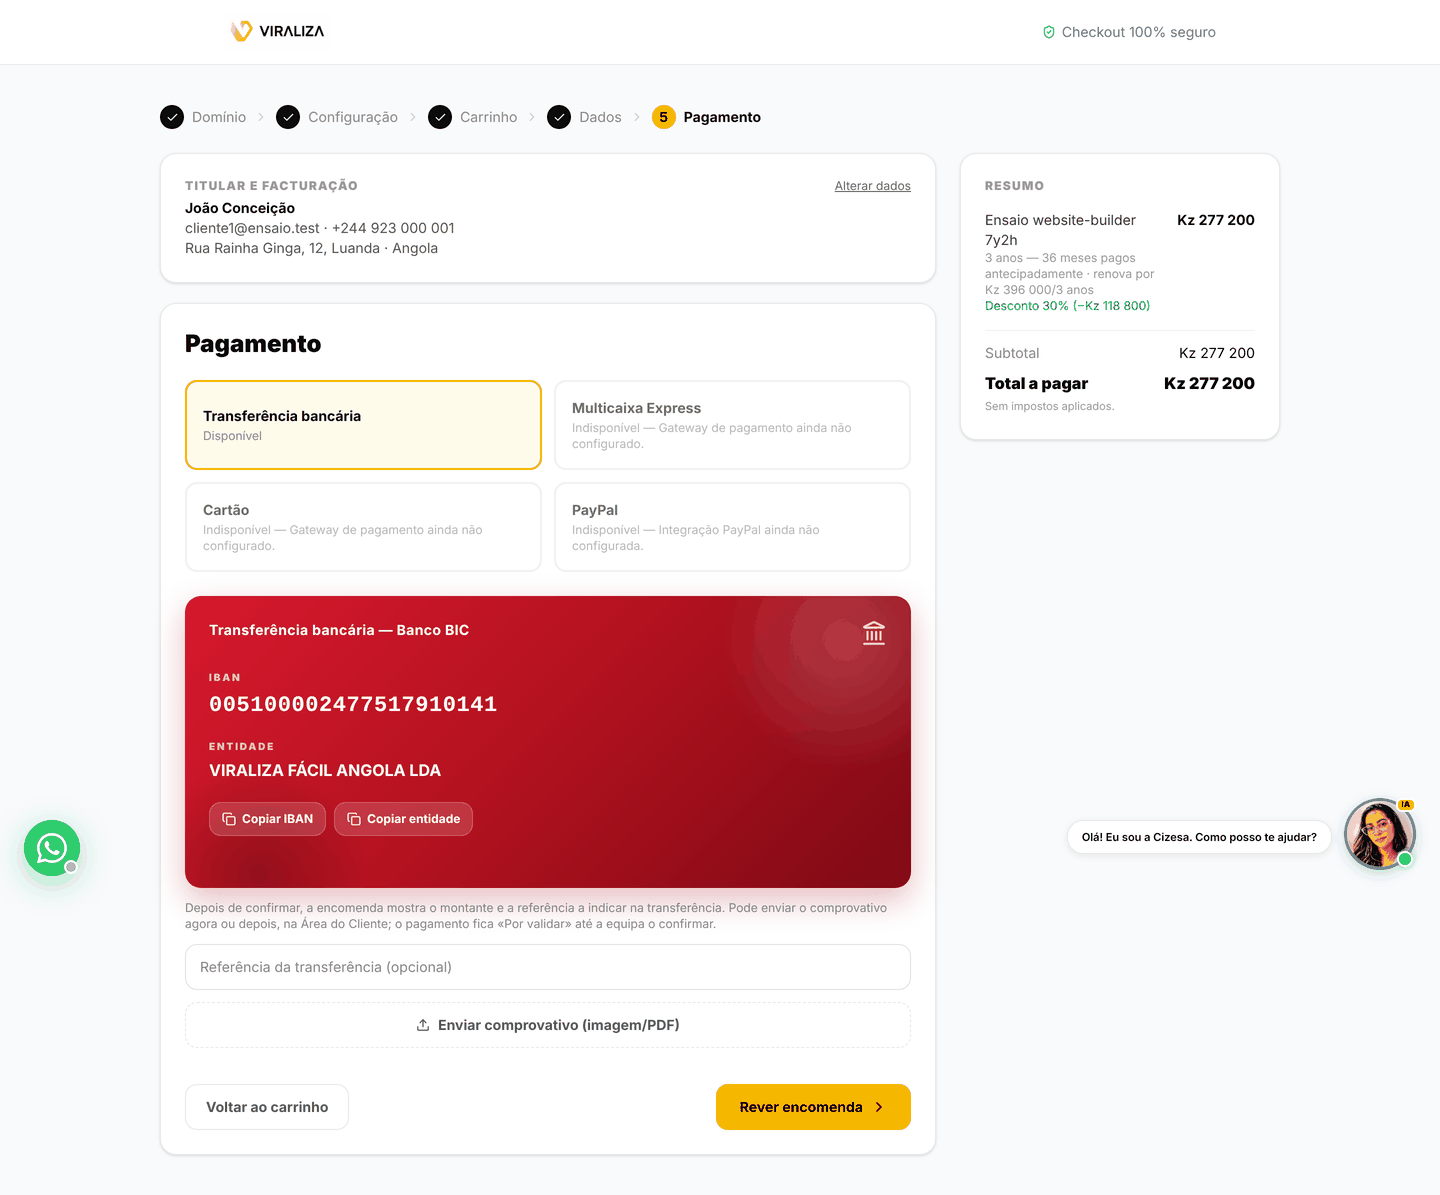 VIRALIZA
Checkout 100% seguro
Domínio
Configuração
Carrinho
Dados
5 Pagamento
TITULAR E FACTURAÇÃO
Alterar dados
João Conceição
cliente1@ensaio.test · +244 923 000 001
Rua Rainha Ginga, 12, Luanda · Angola
RESUMO
Ensaio website-builder Kz 277 200
7y2h
3 anos — 36 meses pagos
antecipadamente · renova por
Kz 396 000/3 anos
Desconto 30% (−Kz 118 800)
Subtotal Kz 277 200
Total a pagar Kz 277 200
Sem impostos aplicados.
Pagamento
Transferência bancária
Disponível
Multicaixa Express
Indisponível — Gateway de pagamento ainda não
configurado.
Cartão
Indisponível — Gateway de pagamento ainda não
configurado.
PayPal
Indisponível — Integração PayPal ainda não
configurada.
Transferência bancária — Banco BIC
IBAN
005100002477517910141
ENTIDADE
VIRALIZA FÁCIL ANGOLA LDA
Copiar IBAN
Copiar entidade
Depois de confirmar, a encomenda mostra o montante e a referência a indicar na transferência. Pode enviar o comprovativo
agora ou depois, na Área do Cliente; o pagamento fica «Por validar» até a equipa o confirmar.
Referência da transferência (opcional)
Enviar comprovativo (imagem/PDF)
Voltar ao carrinho
Rever encomenda
Olá! Eu sou a Cizesa. Como posso te ajudar?
IA